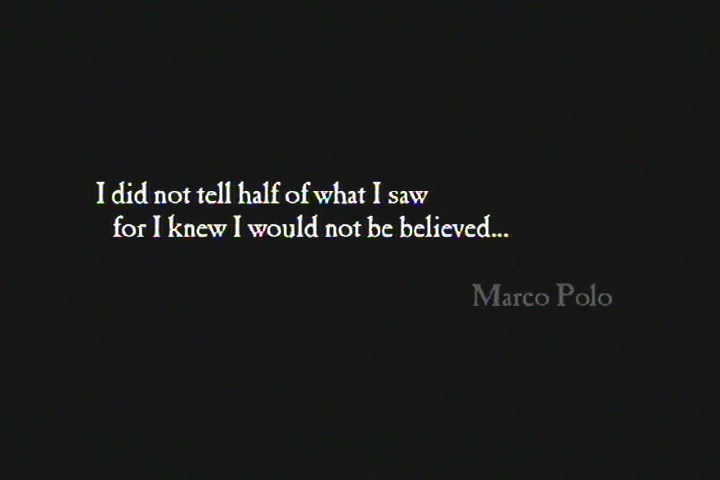 I did not tell half of what I saw
for I knew I would not be believed...
Marco Polo